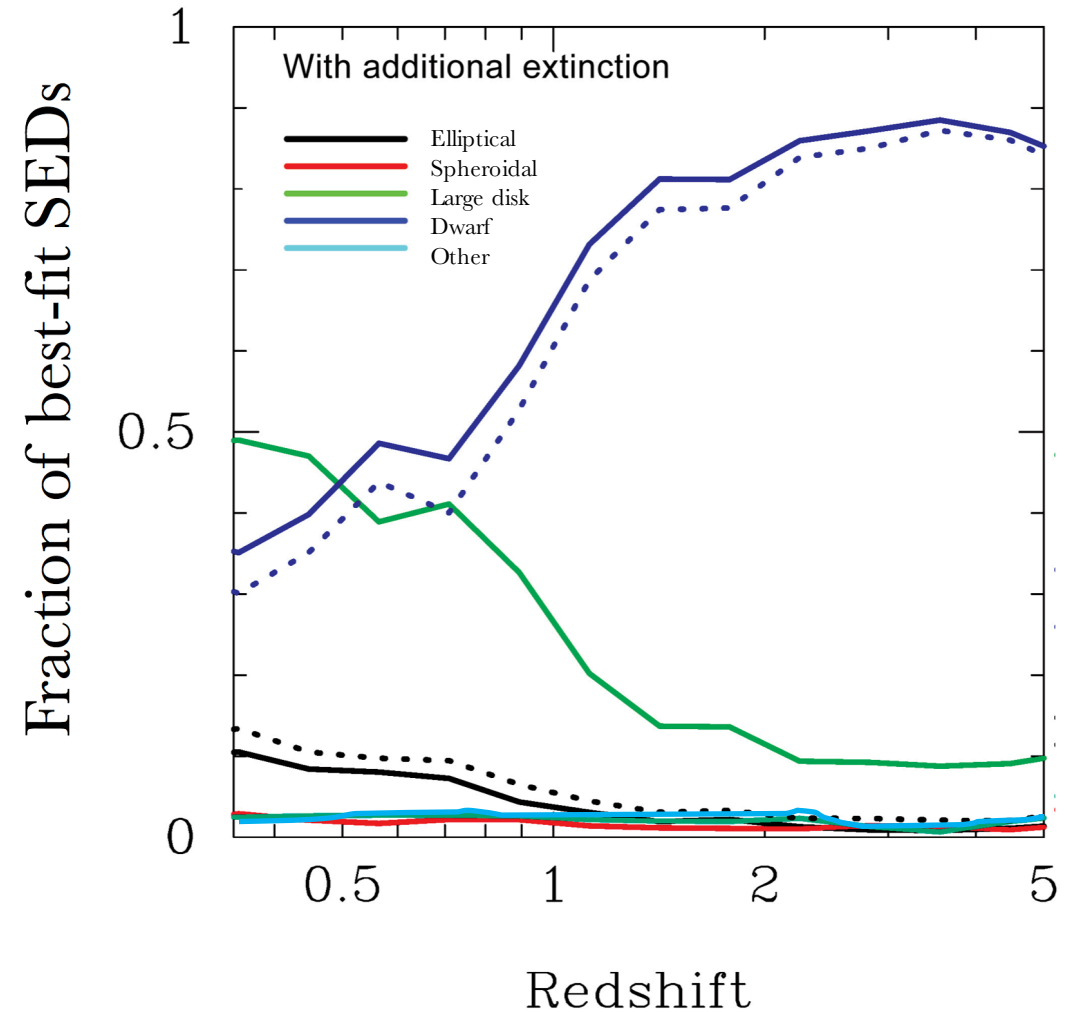 1
With additional extinction
Elliptical
Spheroidal
Large disk
Dwarf
Other
Fraction of best-fit SEDs
0.5
0
0.5 1 2 5
Redshift